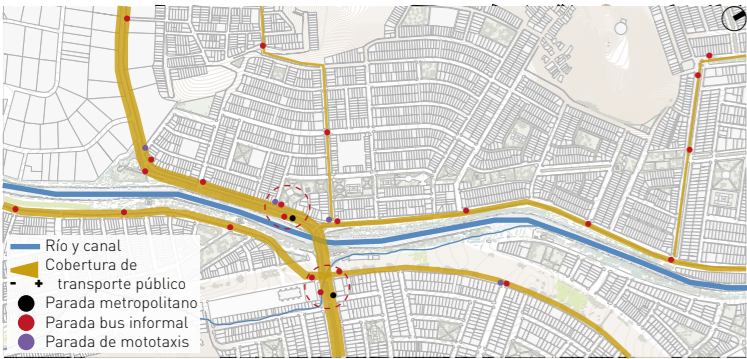 Río y canal
Cobertura de
- + transporte público
Parada metropolitano
Parada bus informal
Parada de mototaxis